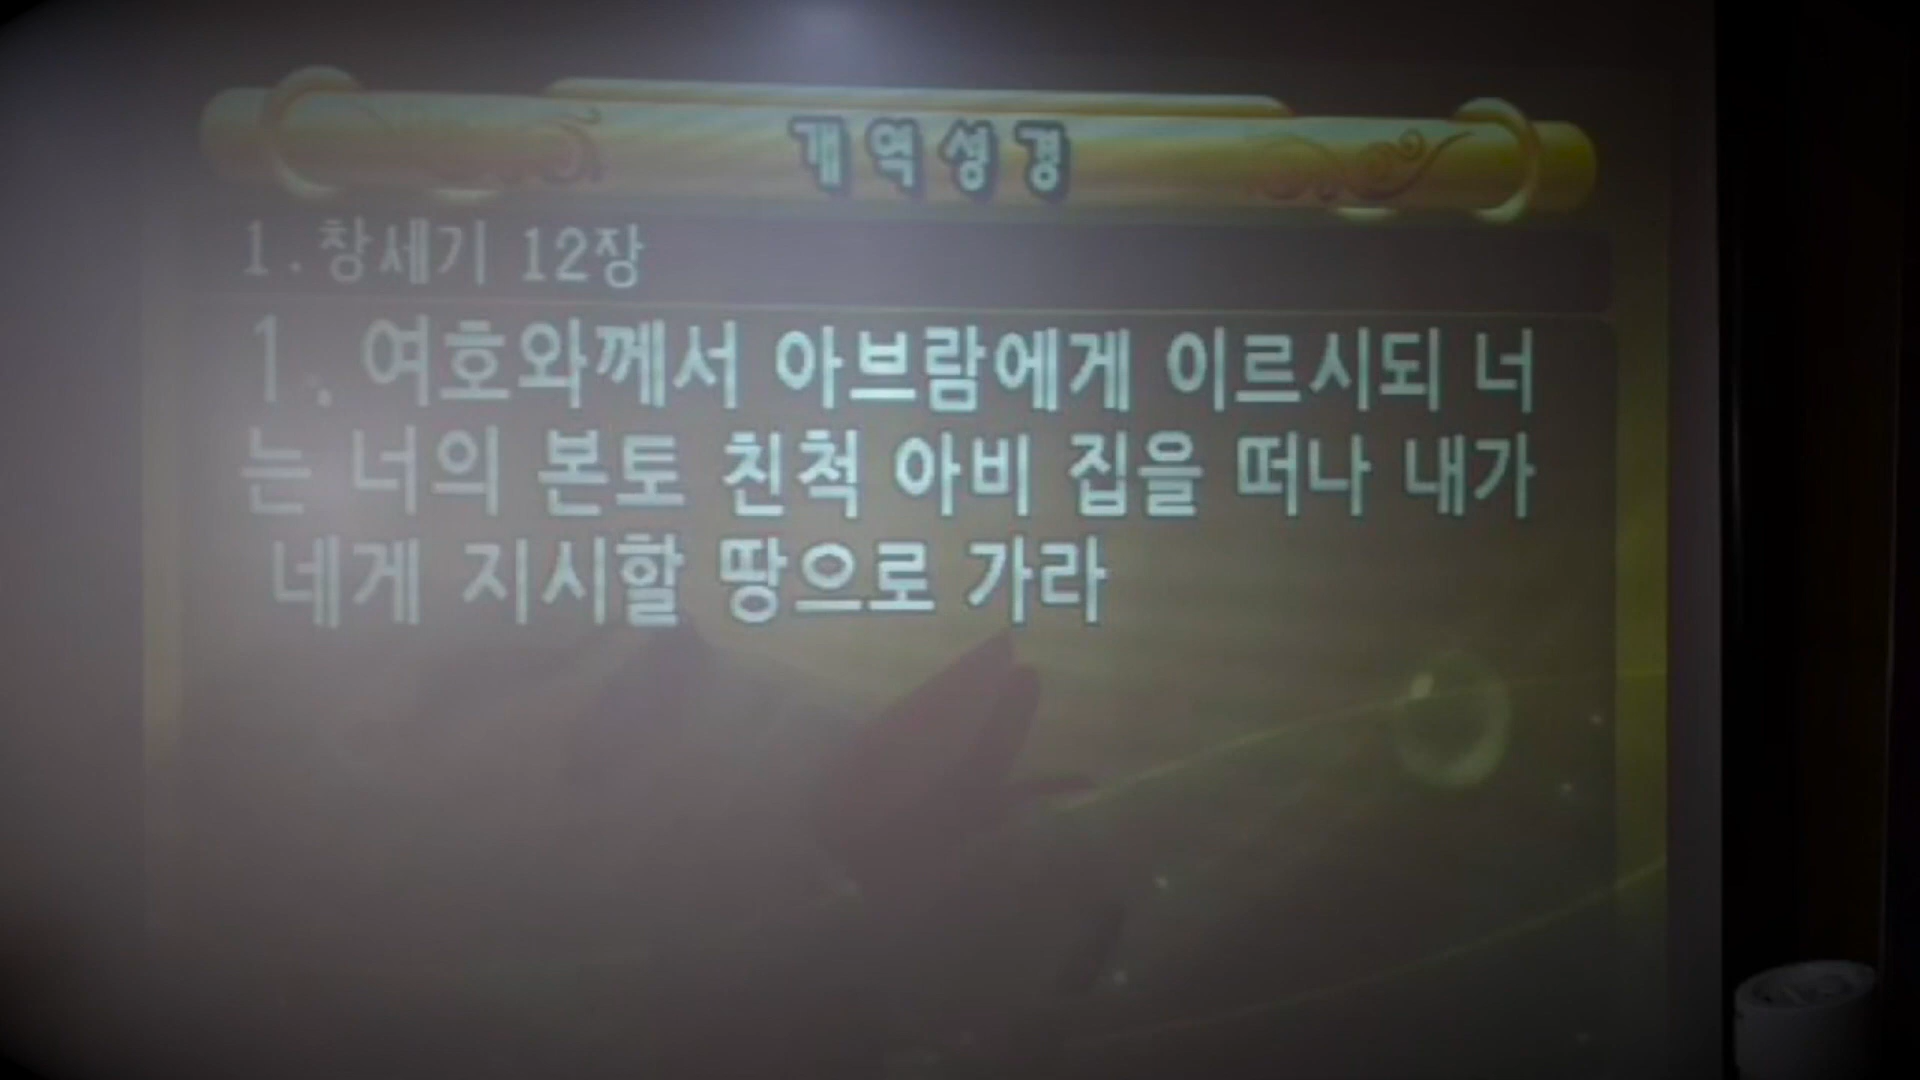 개역성경
1. 창세기 12장
1. 여호와께서 아브람에게 이르시되 너
는 너의 본토 친척 아비 집을 떠나 내가
네게 지시할 땅으로 가라